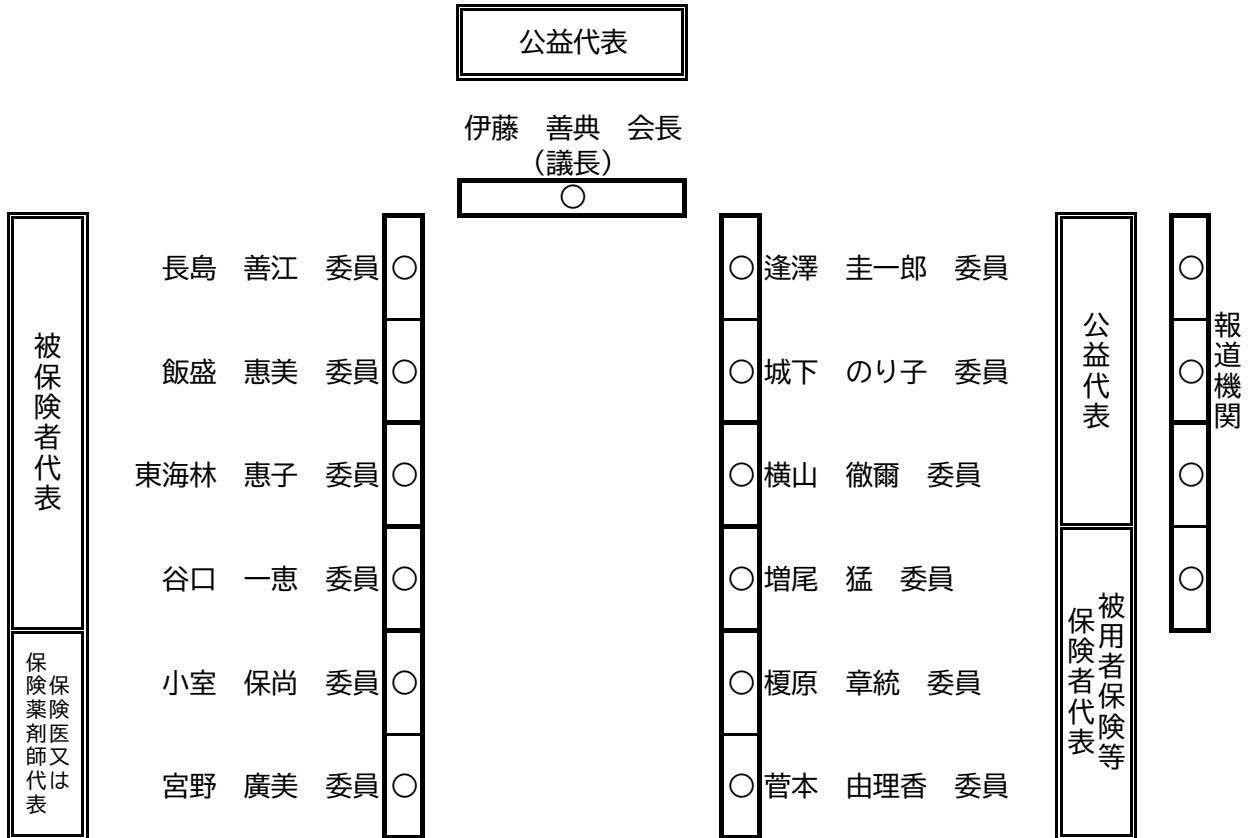 公益代表
伊藤　善典　会長
（議長）
○
被保険者代表
長島　善江　委員 ○
飯盛　惠美　委員 ○
東海林　惠子　委員 ○
谷口　一恵　委員 ○
保険医又は
保険薬剤師代表
小室　保尚　委員 ○
宮野　廣美　委員 ○
○ 逢澤　圭一郎　委員
○ 城下　のり子　委員
○ 横山　徹爾　委員
○ 増尾　猛　委員
○ 榎原　章統　委員
○ 菅本　由理香　委員
公益代表
被用者保険等
保険者代表
○
○
○
○
報道機関